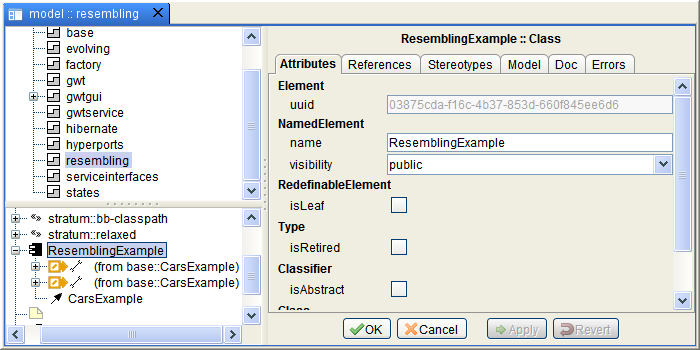 model :: resembling
base
evolving
factory
gwt
gwtgui
gwtservice
hibernate
hyperports
resembling
serviceinterfaces
states
stratum::bb-classpath
stratum::relaxed
ResemblingExample
(from base::CarsExample)
(from base::CarsExample)
CarsExample
ResemblingExample :: Class
Attributes References Stereotypes Model Doc Errors
Element
uuid 03875cda-f16c-4b37-853d-660f845ee6d6
NamedElement
name ResemblingExample
visibility public
RedefinableElement
isLeaf
Type
isRetired
Classifier
isAbstract
Class
OK Cancel Apply Revert